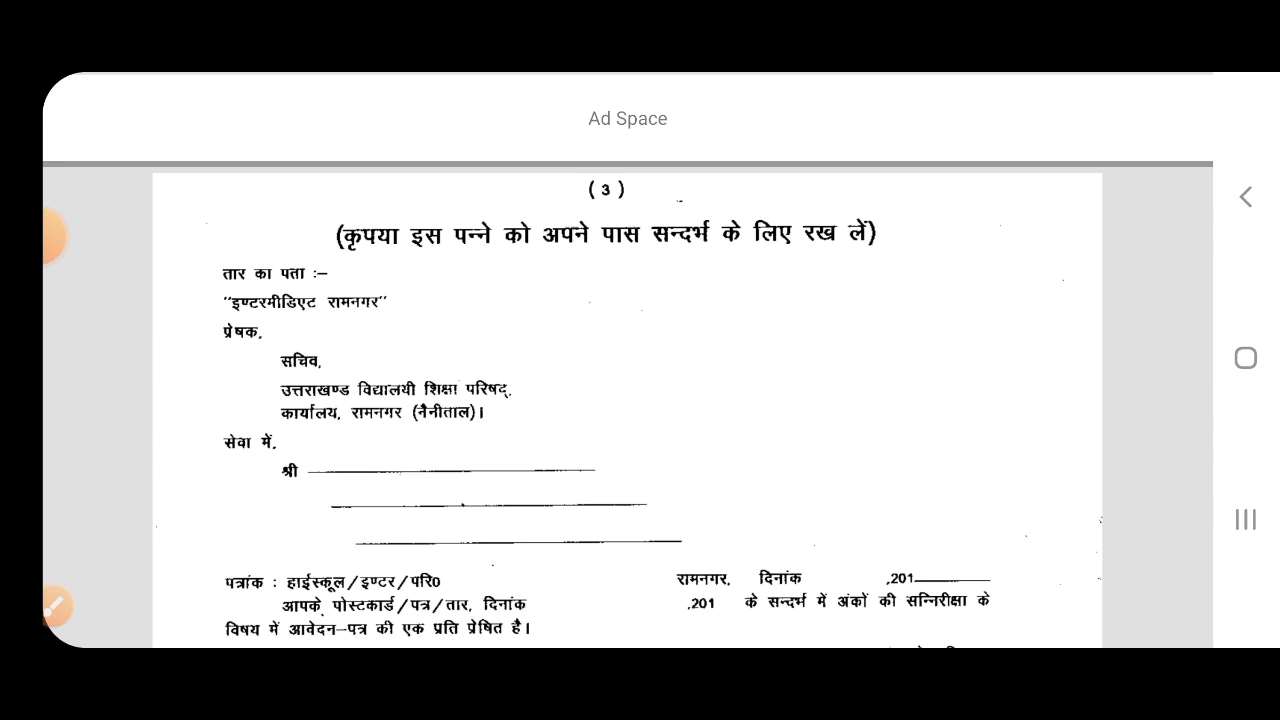 Ad Space
( 3 )
(कृपया इस पन्ने को अपने पास सन्दर्भ के लिए रख लें)
तार का पता :–
"इण्टरमीडिएट रामनगर"
प्रेषक,
सचिव,
उत्तराखण्ड विद्यालयी शिक्षा परिषद्,
कार्यालय, रामनगर (नैनीताल)।
सेवा में,
श्री
पत्रांक : हाईस्कूल/इण्टर/परि0 रामनगर, दिनांक ,201
आपके पोस्टकार्ड/पत्र/तार, दिनांक ,201 के सन्दर्भ में अंकों की सन्निरीक्षा के
विषय में आवेदन–पत्र की एक प्रति प्रेषित है।